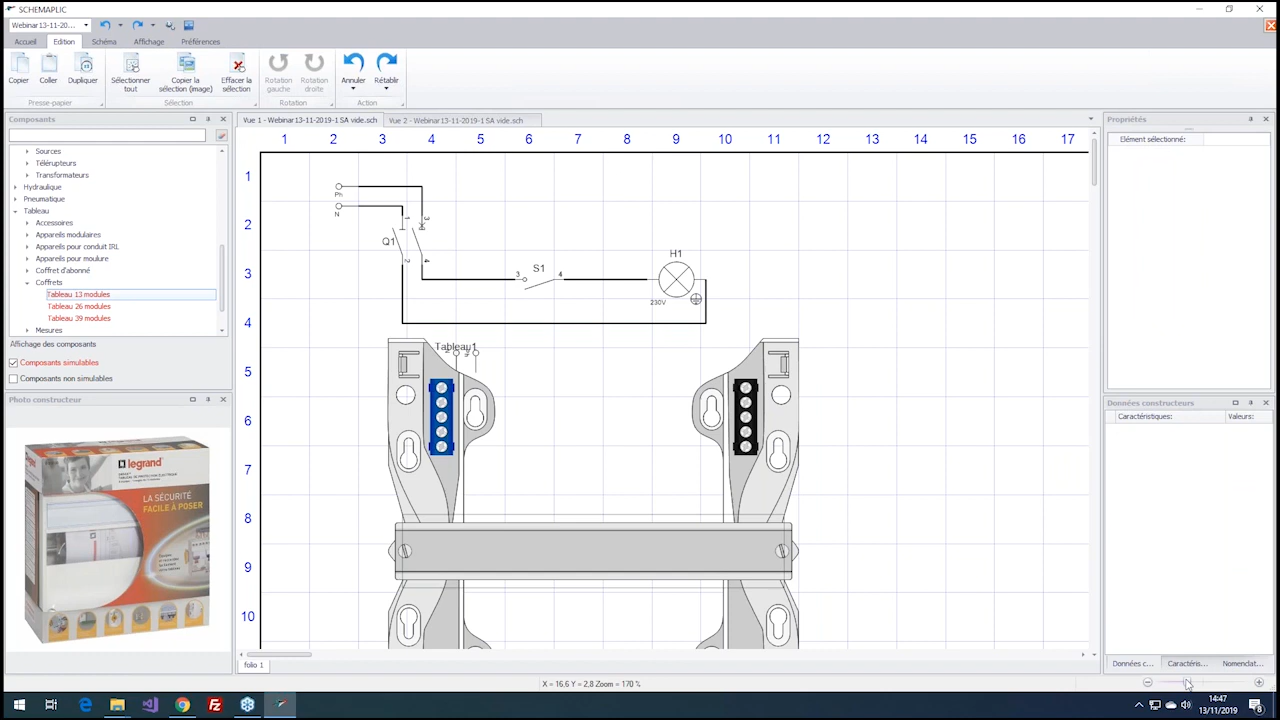 SCHEMAPLIC
Webinar13-11-20...
Accueil
Edition
Schéma
Affichage
Préférences
Copier
Coller
Dupliquer
Sélectionner tout
Copier la sélection (image)
Effacer la sélection
Rotation gauche
Rotation droite
Annuler
Rétablir
Presse-papier
Sélection
Rotation
Action
Composants
Sources
Télérupteurs
Transformateurs
Hydraulique
Pneumatique
Tableau
Accessoires
Appareils modulaires
Appareils pour conduit IRL
Appareils pour moulure
Coffret d'abonné
Coffrets
Tableau 13 modules
Tableau 26 modules
Tableau 39 modules
Mesures
Affichage des composants
Composants simulables
Composants non simulables
Photo constructeur
legrand
LA SÉCURITÉ
FACILE À POSER
Vue 1 - Webinar13-11-2019-1 SA vide.sch
Vue 2 - Webinar13-11-2019-1 SA vide.sch
1 2 3 4 5 6 7 8 9 10 11 12 13 14 15 16 17
1
2
3
4
5
6
7
8
9
10
Ph
N
1
3
Q1
2
4
3
S1
4
H1
230V
Tableau1
folio 1
Propriétés
Elément sélectionné:
Données constructeurs
Caractéristiques:
Valeurs:
Données c...
Caractéris...
Nomenclat...
X = 16,6 Y = 2,8 Zoom = 170 %
14:47
13/11/2019
6